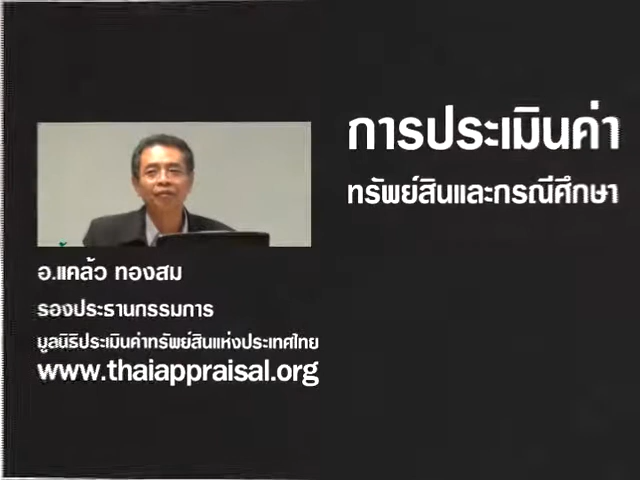 การประเมินค่า
ทรัพย์สินและกรณีศึกษา
อ.แคล้ว ทองสม
รองประธานกรรมการ
มูลนิธิประเมินค่าทรัพย์สินแห่งประเทศไทย
www.thaiappraisal.org